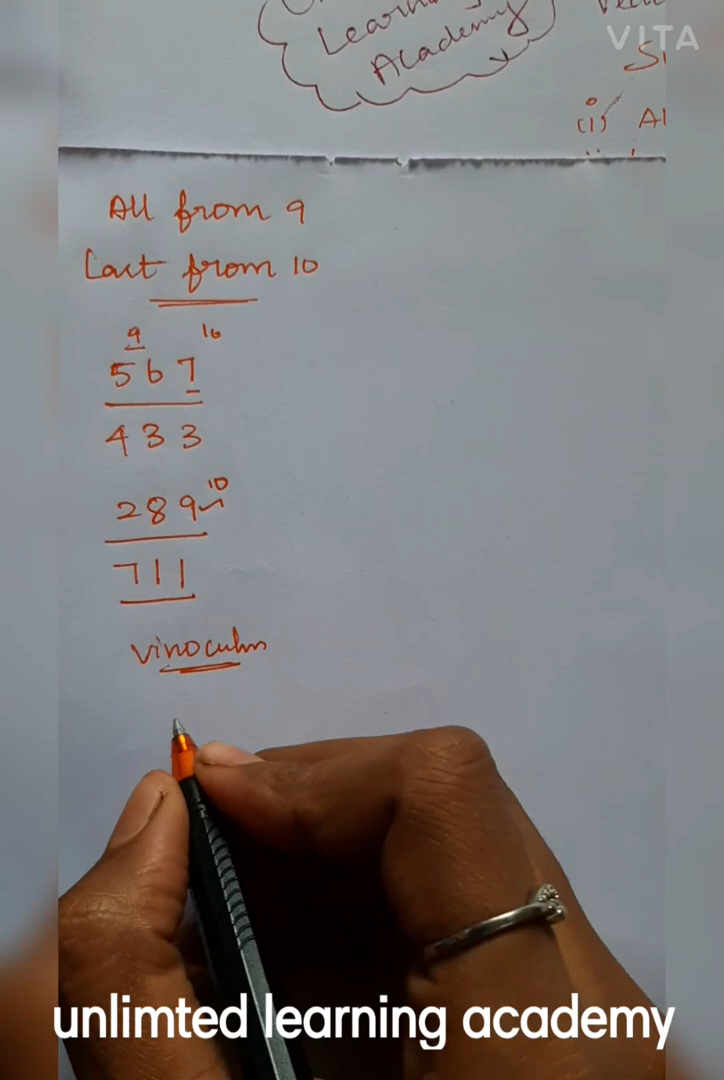 Learning
Academy
VITA
(i) Al
All from 9
Last from 10
9 10
567
433
10
289
711
vinoculum
unlimted learning academy